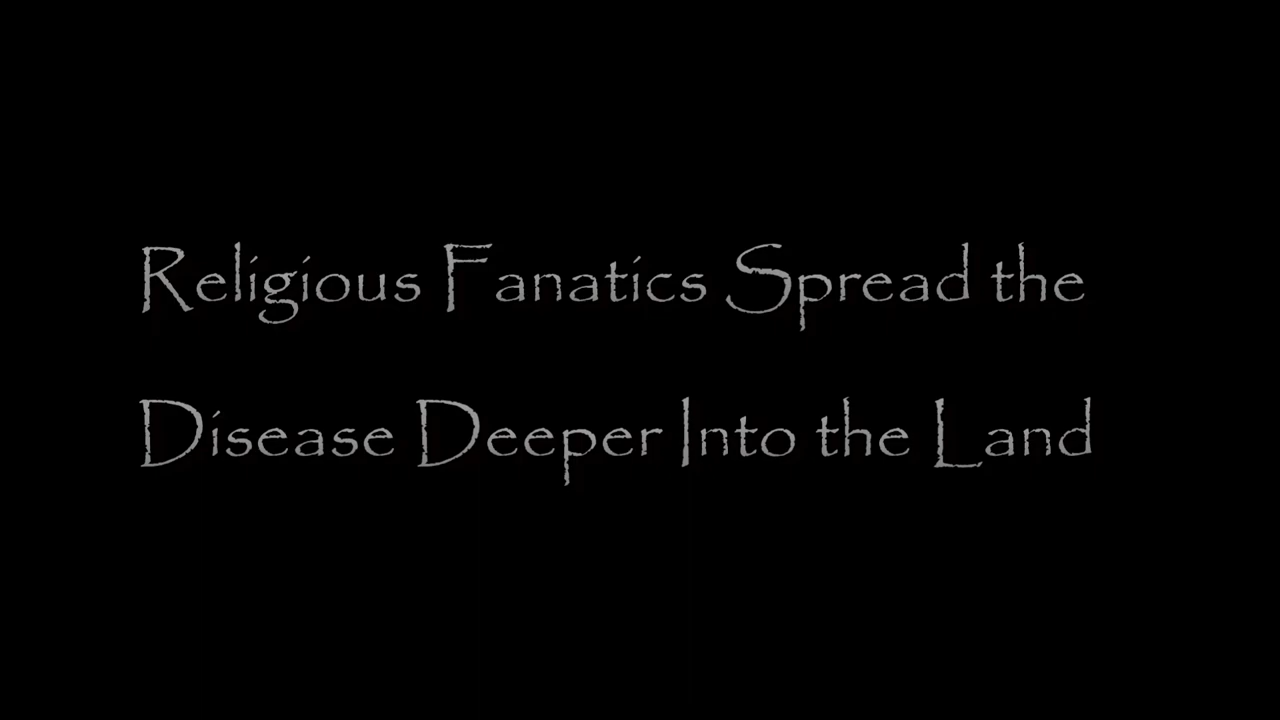 Religious Fanatics Spread the
Disease Deeper Into the Land